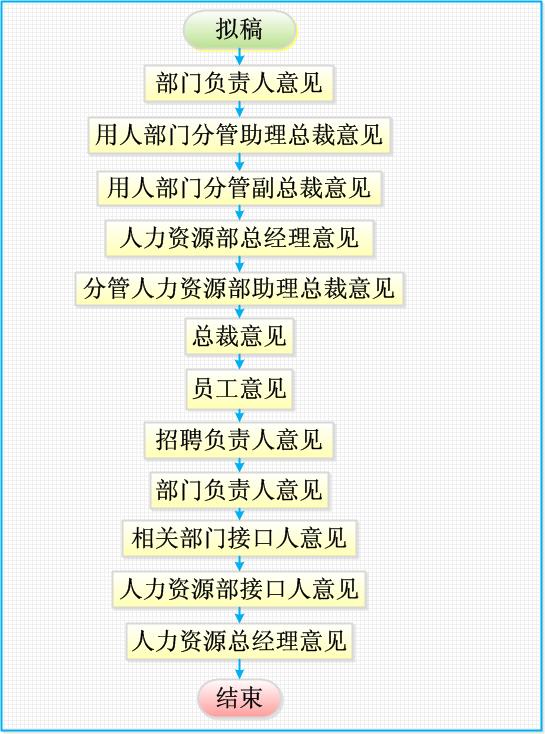 拟稿
部门负责人意见
用人部门分管助理总裁意见
用人部门分管副总裁意见
人力资源部总经理意见
分管人力资源部助理总裁意见
总裁意见
员工意见
招聘负责人意见
部门负责人意见
相关部门接口人意见
人力资源部接口人意见
人力资源总经理意见
结束